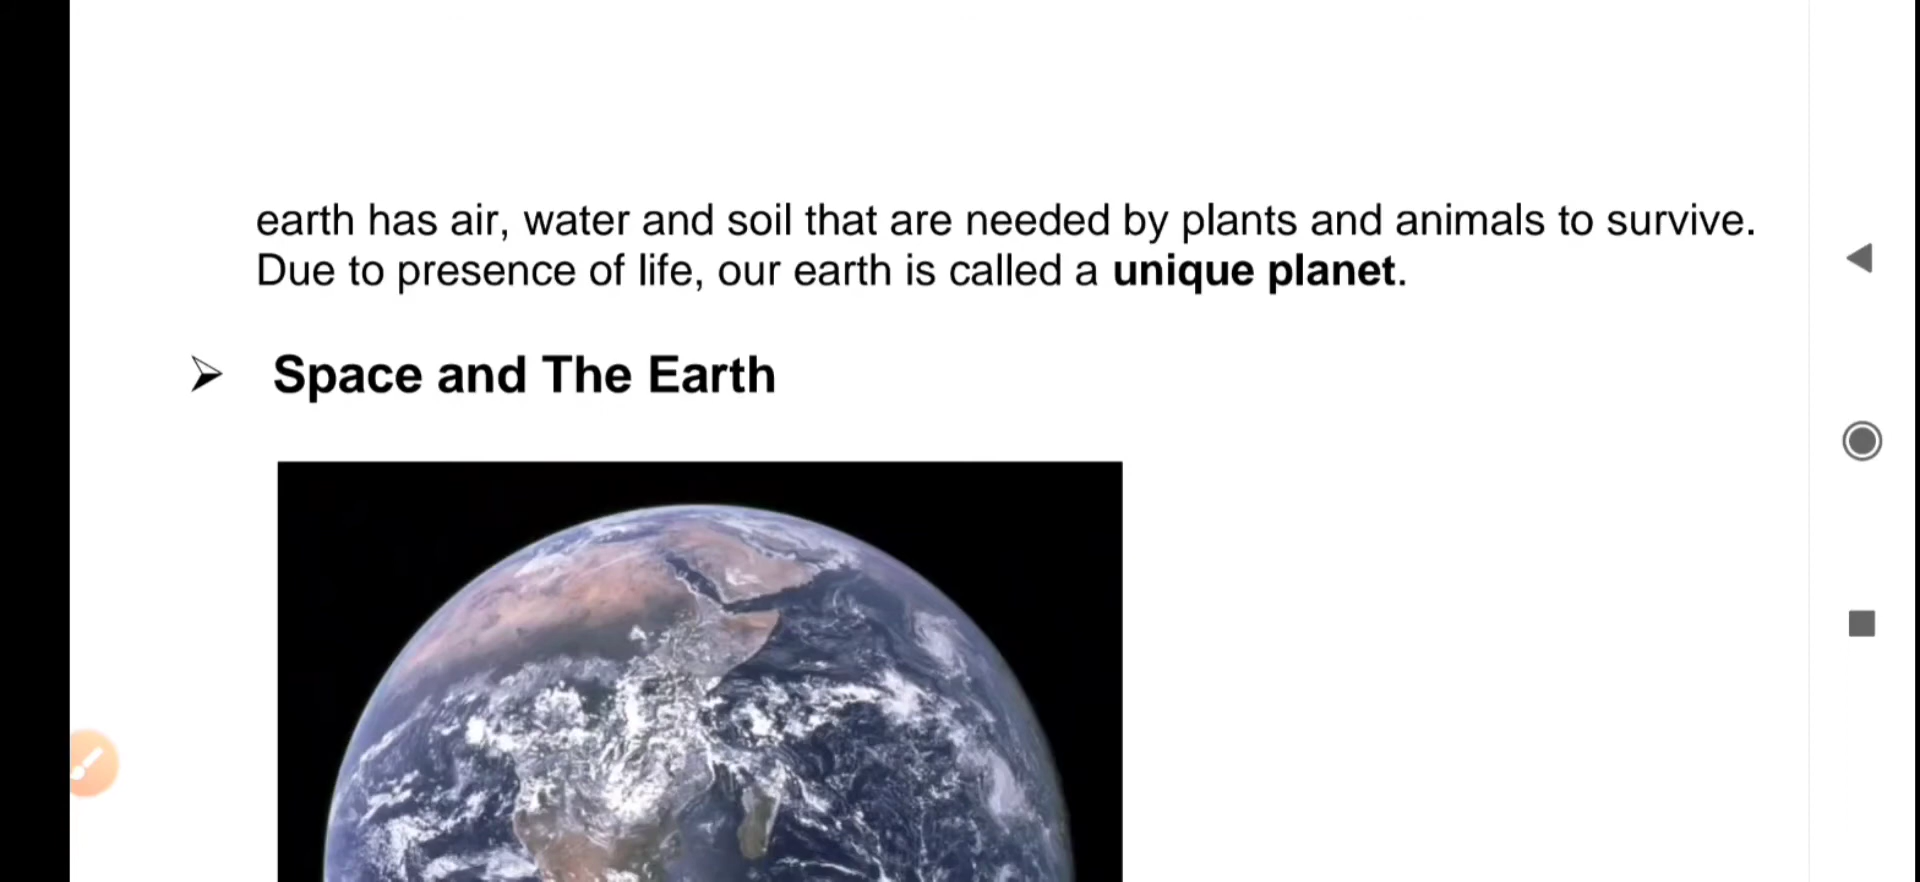 earth has air, water and soil that are needed by plants and animals to survive.
Due to presence of life, our earth is called a unique planet.
➢ Space and The Earth